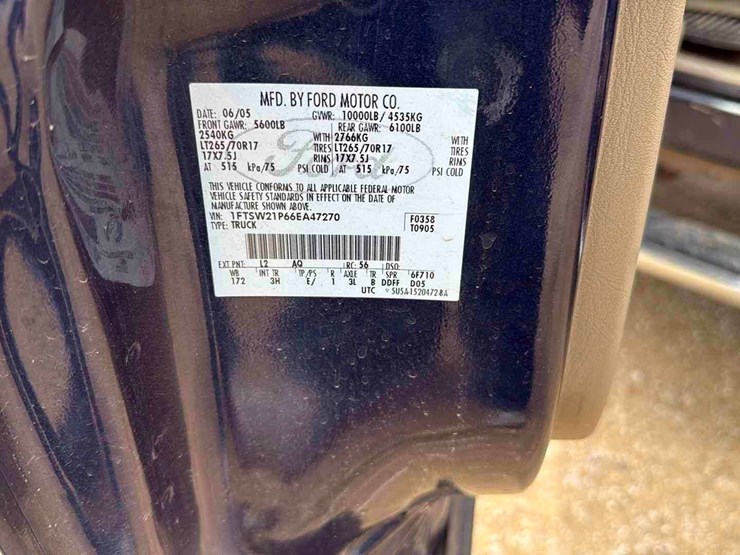 MFD. BY FORD MOTOR CO.
DATE: 06/05 GVWR: 10000LB/ 4535KG
FRONT GAWR: 5600LB REAR GAWR: 6100LB
2540KG WITH 2766KG WITH
LT265/70R17 TIRES LT265/70R17 TIRES
17X7.5J RIMS 17X7.5J RIMS
AT 515 kPa/75 PSI COLD AT 515 kPa/75 PSI COLD
THIS VEHICLE CONFORMS TO ALL APPLICABLE FEDERAL MOTOR
VEHICLE SAFETY STANDARDS IN EFFECT ON THE DATE OF
MANUFACTURE SHOWN ABOVE.
VIN: 1FTSW21P66EA47270 F0358
TYPE: TRUCK T0905
EXT PNT: L2 AQ RC: 56 DSO:
WB INT TR TP/PS R AXLE TR SPR 6F710
172 3H E/ 1 3L B DDFF D05
UTC 5U5A-1520472-BA
Ford